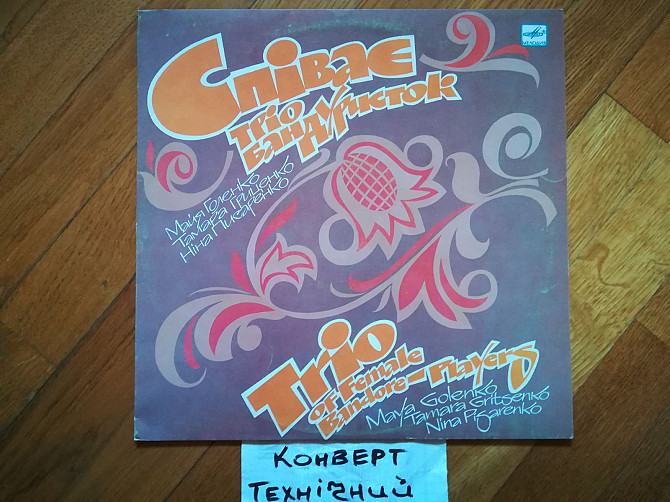 Співає
тріо
бандуристок
Майя Голенко
Тамара Гриценко
Ніна Писаренко
Trio
of Female
Bandore-Players
Maya Golenko
Tamara Gritsenko
Nina Pisarenko
КОНВЕРТ
ТЕХНІЧНИЙ